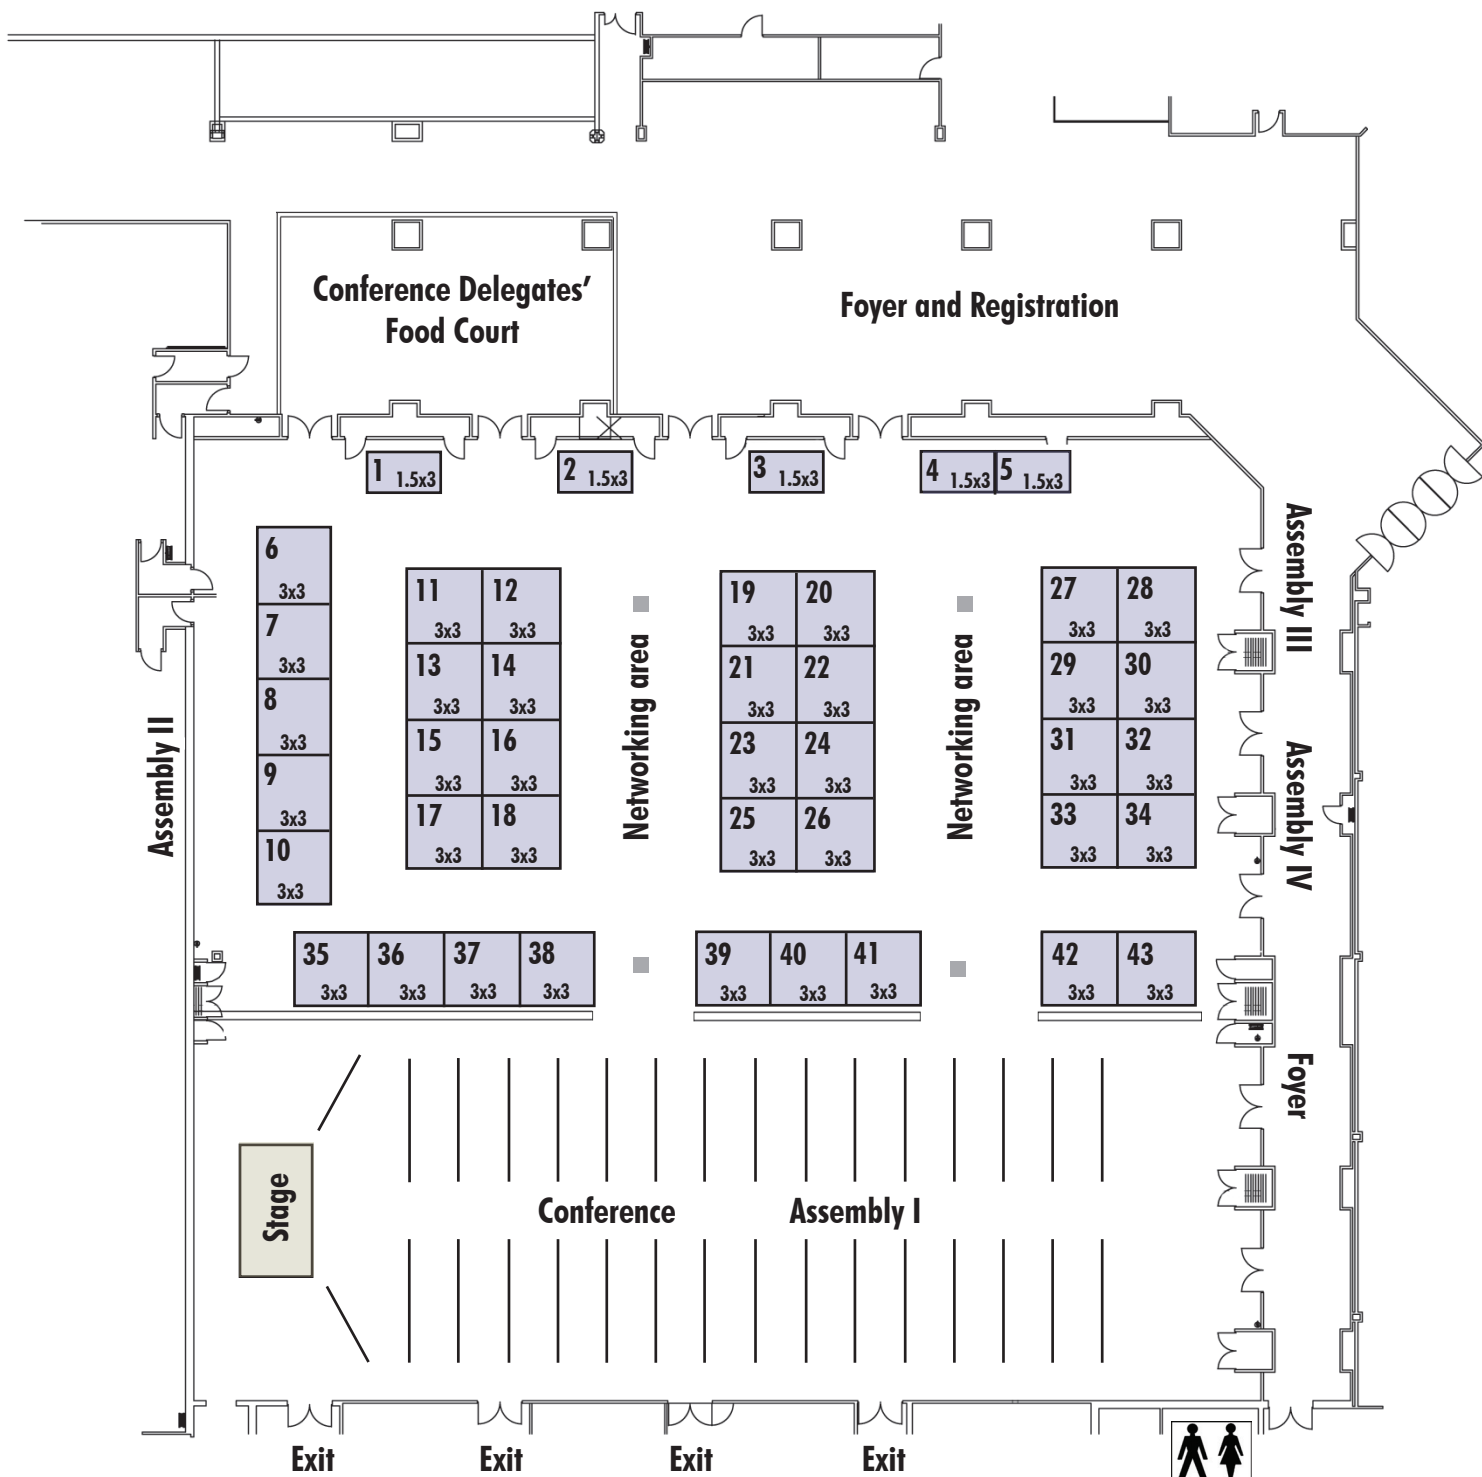 Conference Delegates’
Food Court
Foyer and Registration
1 1.5x3
2 1.5x3
3 1.5x3
4 1.5x3
5 1.5x3
6
3x3
7
3x3
8
3x3
9
3x3
10
3x3
11
3x3
12
3x3
13
3x3
14
3x3
15
3x3
16
3x3
17
3x3
18
3x3
Networking area
19
3x3
20
3x3
21
3x3
22
3x3
23
3x3
24
3x3
25
3x3
26
3x3
Networking area
27
3x3
28
3x3
29
3x3
30
3x3
31
3x3
32
3x3
33
3x3
34
3x3
Assembly II
Assembly III
Assembly IV
35
3x3
36
3x3
37
3x3
38
3x3
39
3x3
40
3x3
41
3x3
42
3x3
43
3x3
Foyer
Stage
Conference
Assembly I
Exit
Exit
Exit
Exit